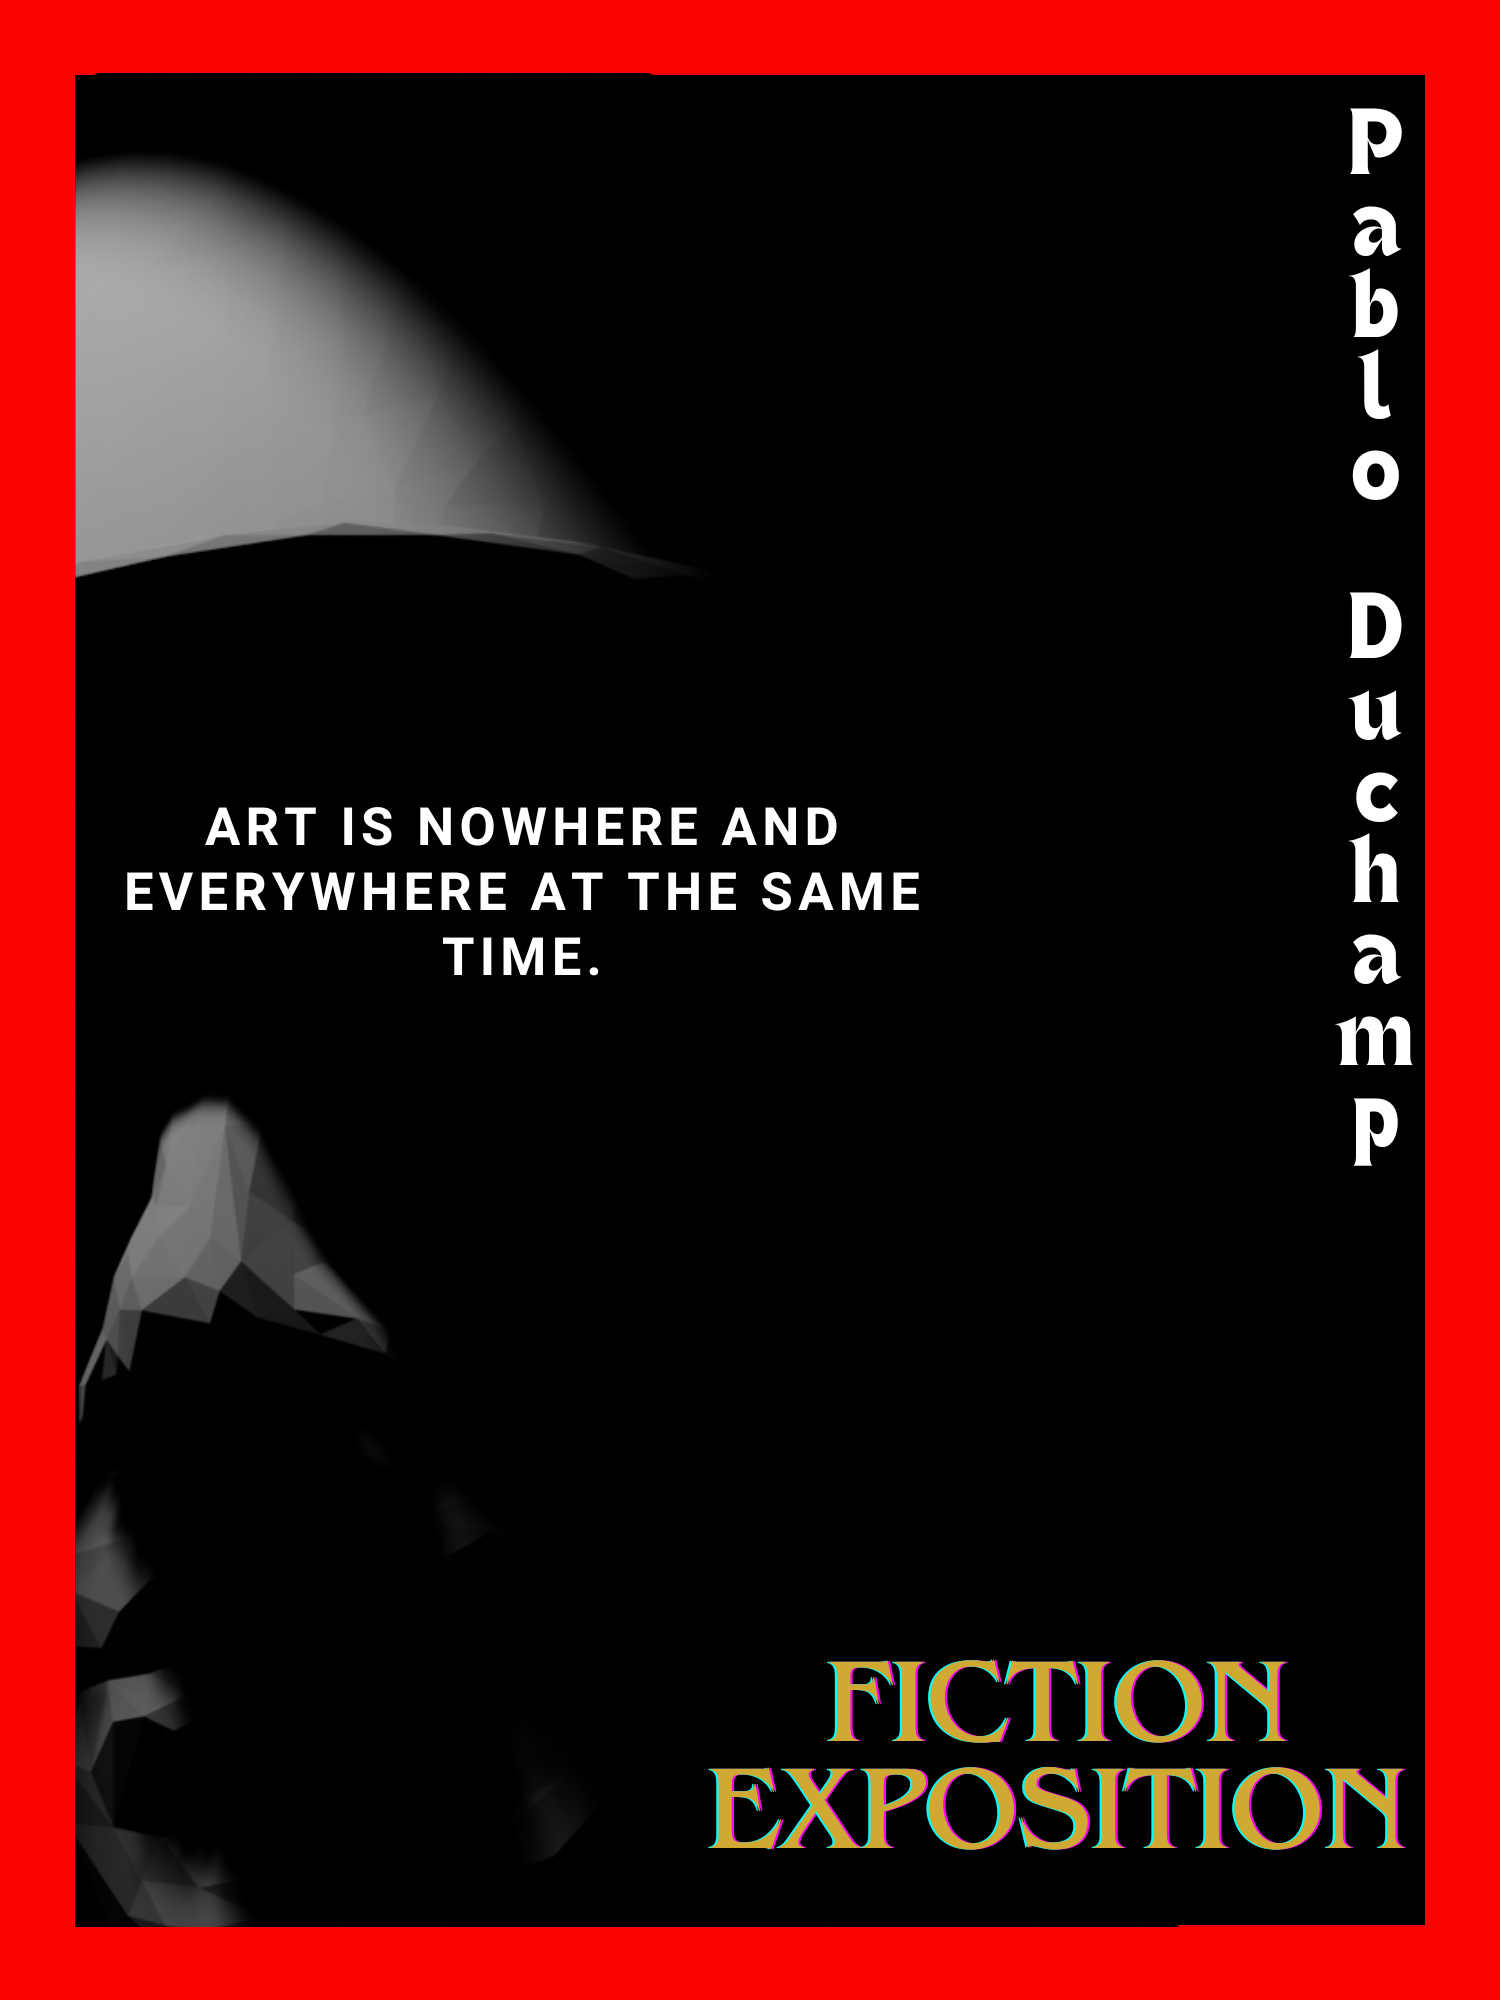 Pablo Duchamp
ART IS NOWHERE AND
EVERYWHERE AT THE SAME
TIME.
FICTION
EXPOSITION